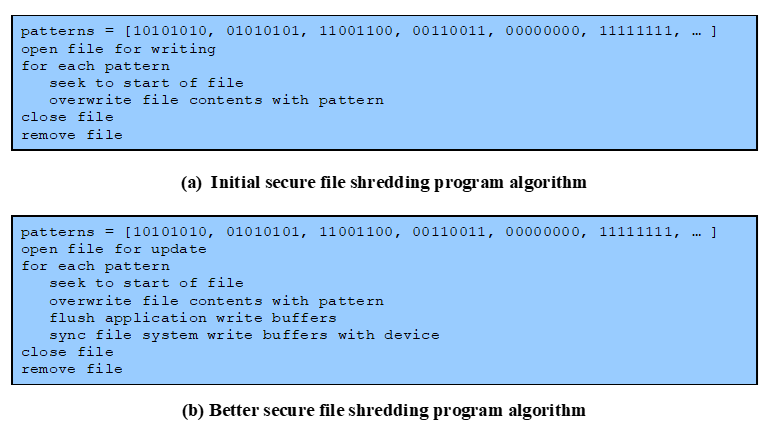 patterns = [10101010, 01010101, 11001100, 00110011, 00000000, 11111111, … ]
open file for writing
for each pattern
seek to start of file
overwrite file contents with pattern
close file
remove file
(a) Initial secure file shredding program algorithm
patterns = [10101010, 01010101, 11001100, 00110011, 00000000, 11111111, … ]
open file for update
for each pattern
seek to start of file
overwrite file contents with pattern
flush application write buffers
sync file system write buffers with device
close file
remove file
(b) Better secure file shredding program algorithm